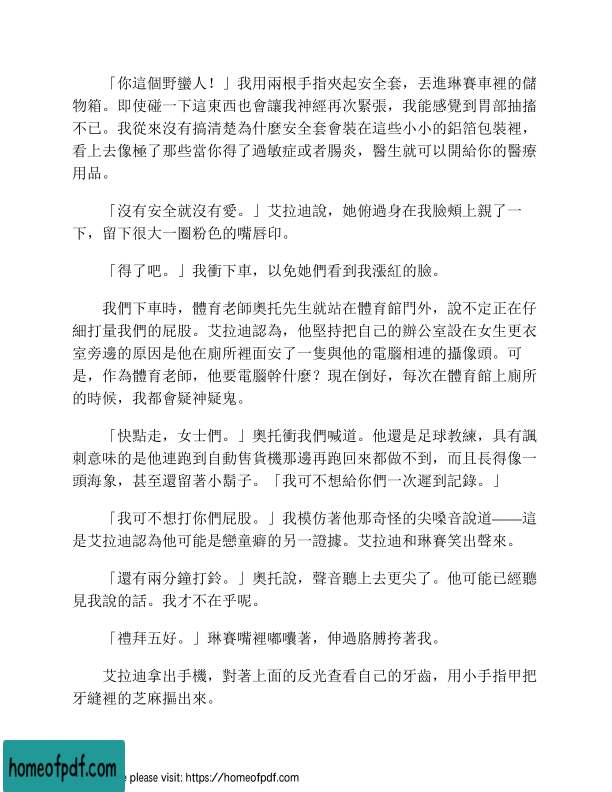 「你這個野蠻人！」我用兩根手指夾起安全套，丟進琳賽車裡的儲
物箱。即使碰一下這東西也會讓我神經再次緊張，我能感覺到胃部抽搐
不已。我從來沒有搞清楚為什麼安全套會裝在這些小小的鋁箔包裝裡，
看上去像極了那些當你得了過敏症或者腸炎，醫生就可以開給你的醫療
用品。
「沒有安全就沒有愛。」艾拉迪說，她俯過身在我臉頰上親了一
下，留下很大一圈粉色的嘴唇印。
「得了吧。」我衝下車，以免她們看到我漲紅的臉。
我們下車時，體育老師奧托先生就站在體育館門外，說不定正在仔
細打量我們的屁股。艾拉迪認為，他堅持把自己的辦公室設在女生更衣
室旁邊的原因是他在廁所裡面安了一隻與他的電腦相連的攝像頭。可
是，作為體育老師，他要電腦幹什麼？現在倒好，每次在體育館上廁所
的時候，我都會疑神疑鬼。
「快點走，女士們。」奧托衝我們喊道。他還是足球教練，具有諷
刺意味的是他連跑到自動售貨機那邊再跑回來都做不到，而且長得像一
頭海象，甚至還留著小鬍子。「我可不想給你們一次遲到記錄。」
「我可不想打你們屁股。」我模仿著他那奇怪的尖嗓音說道——這
是艾拉迪認為他可能是戀童癖的另一證據。艾拉迪和琳賽笑出聲來。
「還有兩分鐘打鈴。」奧托說，聲音聽上去更尖了。他可能已經聽
見我說的話。我才不在乎呢。
「禮拜五好。」琳賽嘴裡嘟囔著，伸過胳膊挎著我。
艾拉迪拿出手機，對著上面的反光查看自己的牙齒，用小手指甲把
牙縫裡的芝麻摳出來。
homeofpdf.com
e please visit: https://homeofpdf.com